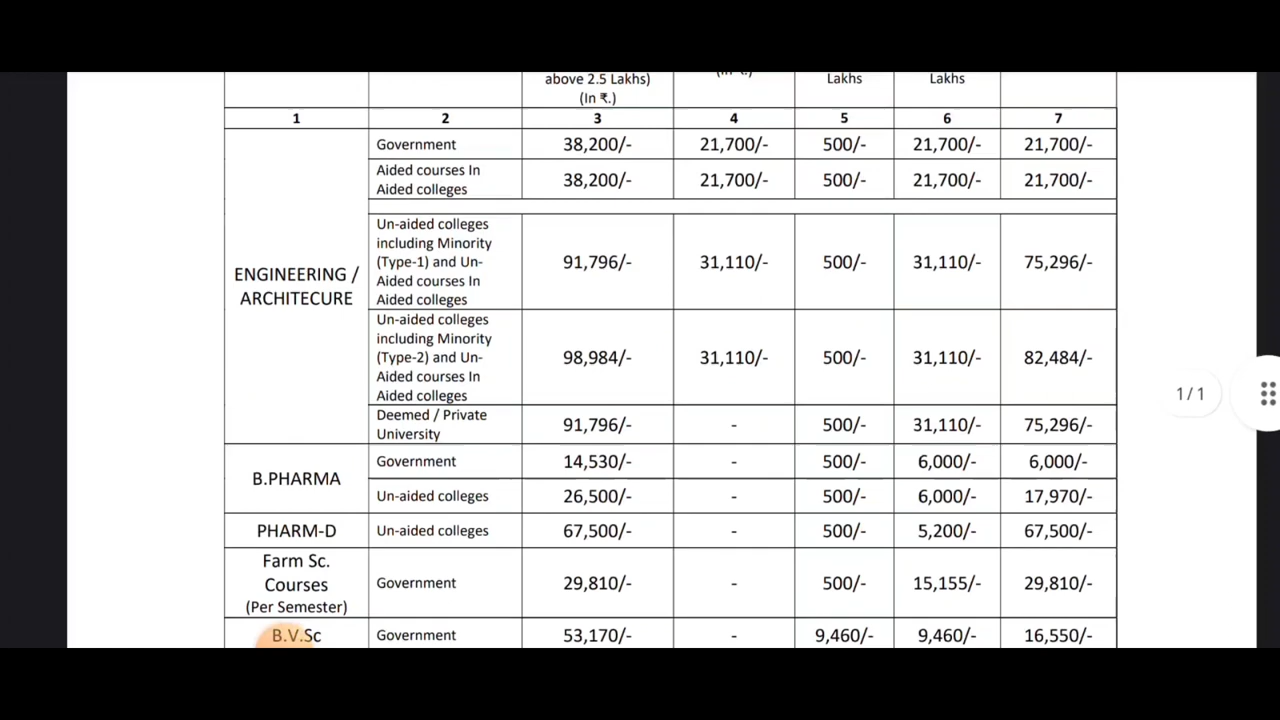 above 2.5 Lakhs)
(In ₹.)
Lakhs
Lakhs
1 2 3 4 5 6 7
ENGINEERING /
ARCHITECURE
Government 38,200/- 21,700/- 500/- 21,700/- 21,700/-
Aided courses In
Aided colleges
38,200/- 21,700/- 500/- 21,700/- 21,700/-
Un-aided colleges
including Minority
(Type-1) and Un-
Aided courses In
Aided colleges
91,796/- 31,110/- 500/- 31,110/- 75,296/-
Un-aided colleges
including Minority
(Type-2) and Un-
Aided courses In
Aided colleges
98,984/- 31,110/- 500/- 31,110/- 82,484/-
Deemed / Private
University
91,796/- - 500/- 31,110/- 75,296/-
B.PHARMA
Government 14,530/- - 500/- 6,000/- 6,000/-
Un-aided colleges 26,500/- - 500/- 6,000/- 17,970/-
PHARM-D Un-aided colleges 67,500/- - 500/- 5,200/- 67,500/-
Farm Sc.
Courses
(Per Semester)
Government 29,810/- - 500/- 15,155/- 29,810/-
B.V.Sc Government 53,170/- - 9,460/- 9,460/- 16,550/-
1/1